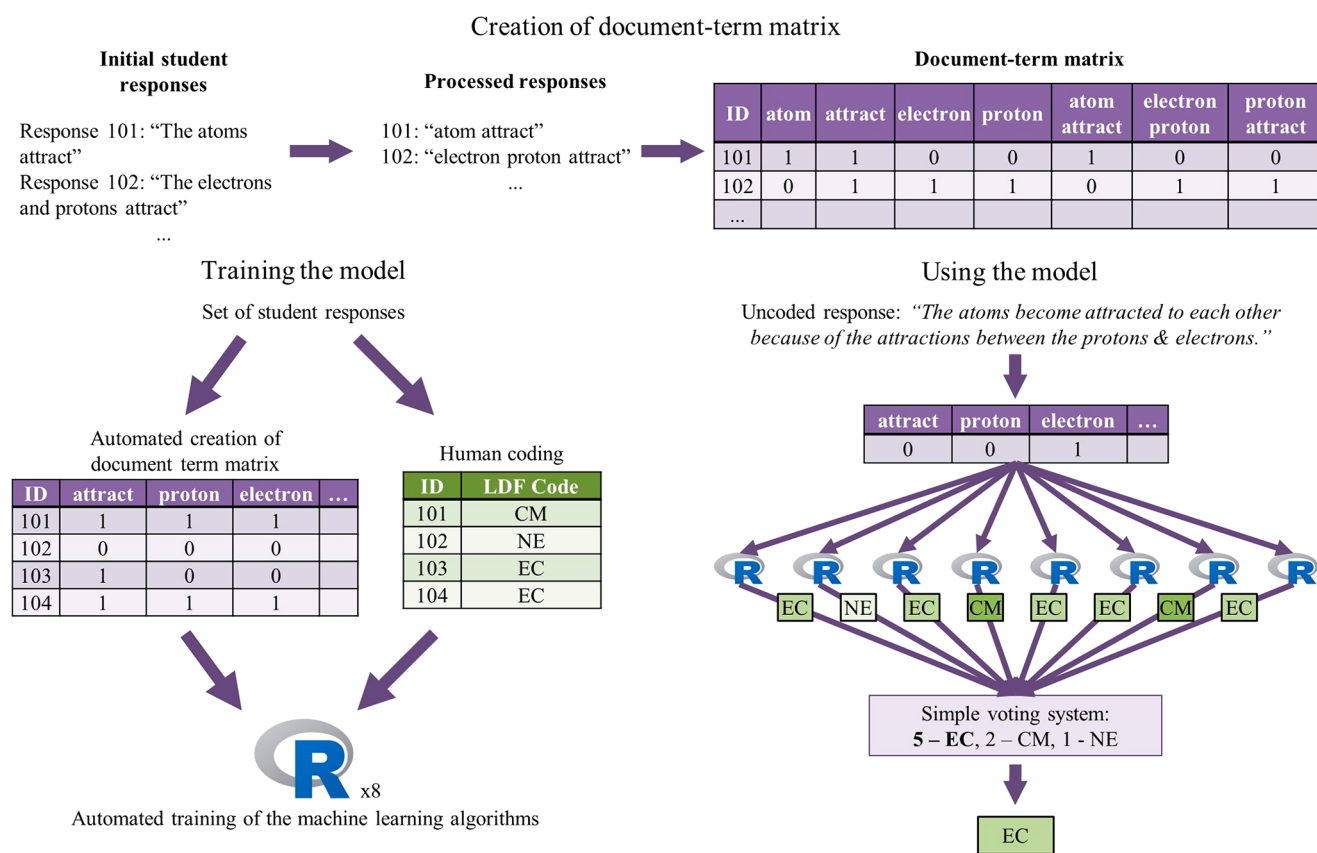 Creation of document-term matrix
Initial student
responses
Response 101: “The atoms
attract”
Response 102: “The electrons
and protons attract”
...
Processed responses
101: “atom attract”
102: “electron proton attract”
...
Document-term matrix
ID atom attract electron proton atom attract electron proton proton attract
101 1 1 0 0 1 0 0
102 0 1 1 1 0 1 1
...
Training the model
Set of student responses
Automated creation of
document term matrix
ID attract proton electron ...
101 1 1 1
102 0 0 0
103 1 0 0
104 1 1 1
Human coding
ID LDF Code
101 CM
102 NE
103 EC
104 EC
R x8
Automated training of the machine learning algorithms
Using the model
Uncoded response: “The atoms become attracted to each other
because of the attractions between the protons & electrons.”
attract proton electron ...
0 0 1
R R R R R R R R
EC NE EC CM EC EC CM EC
Simple voting system:
5 – EC, 2 – CM, 1 - NE
EC